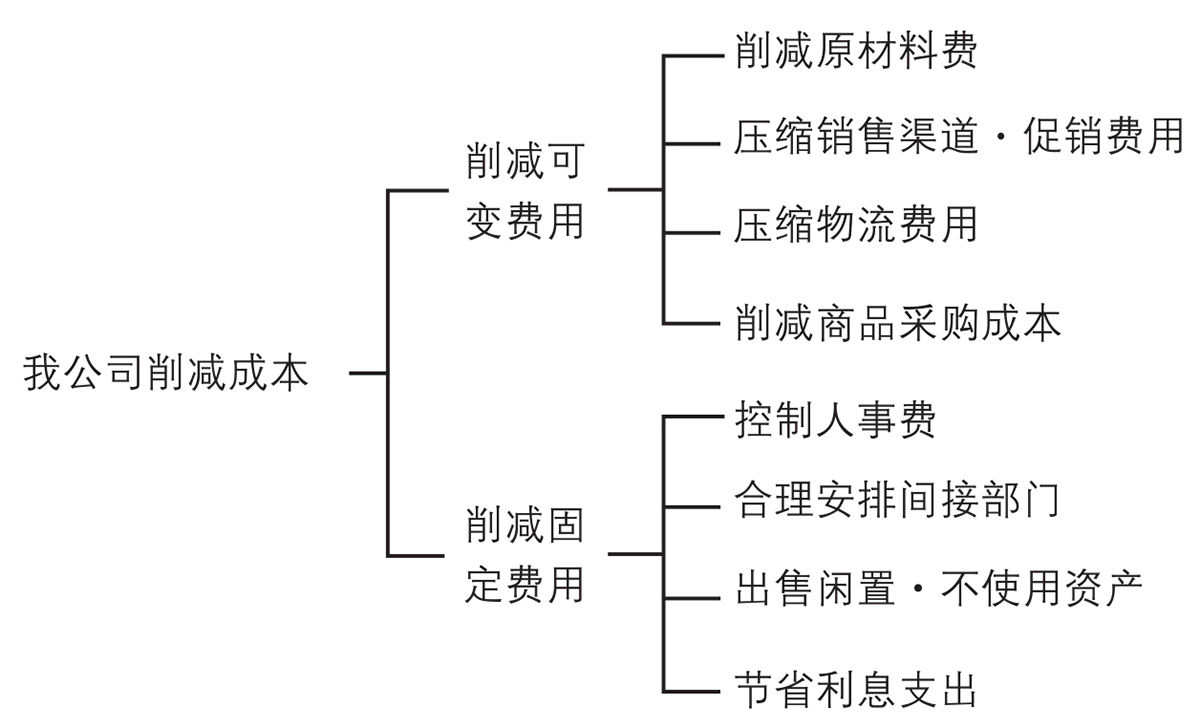 我公司削减成本
削减可
变费用
削减原材料费
压缩销售渠道·促销费用
压缩物流费用
削减商品采购成本
削减固
定费用
控制人事费
合理安排间接部门
出售闲置·不使用资产
节省利息支出